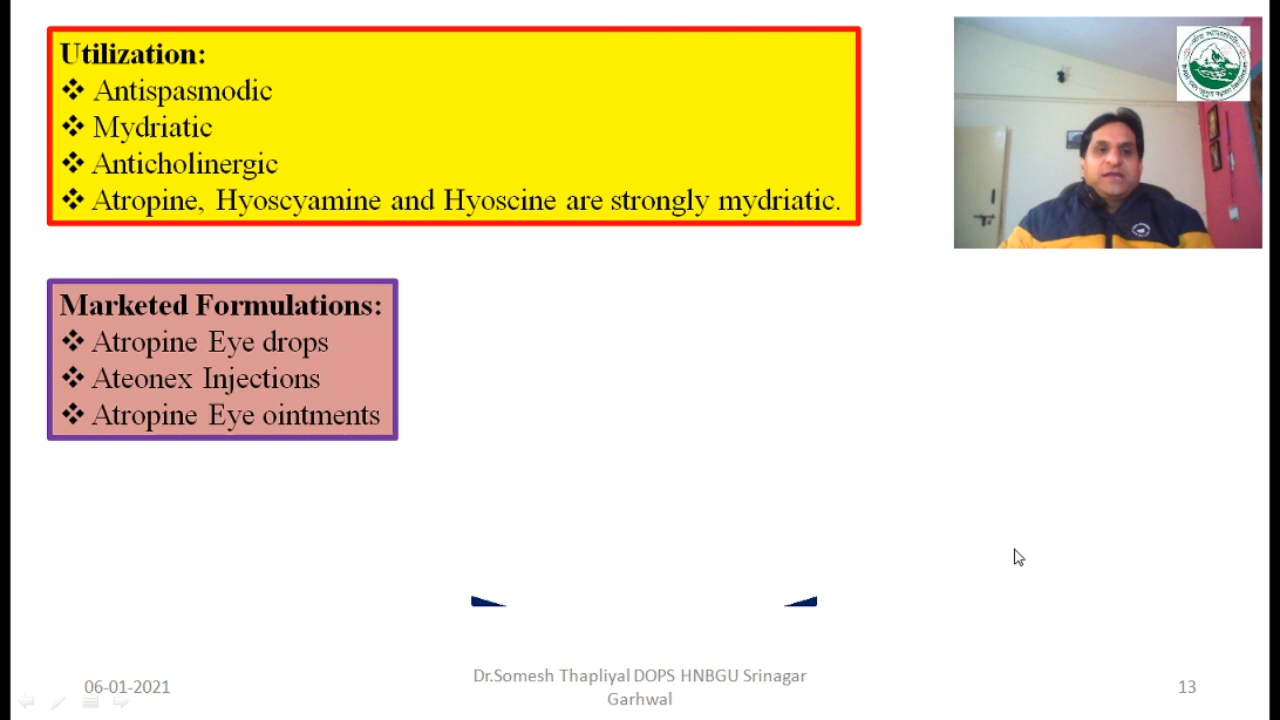 Utilization:
❖ Antispasmodic
❖ Mydriatic
❖ Anticholinergic
❖ Atropine, Hyoscyamine and Hyoscine are strongly mydriatic.
Marketed Formulations:
❖ Atropine Eye drops
❖ Ateonex Injections
❖ Atropine Eye ointments
06-01-2021
Dr.Somesh Thapliyal DOPS HNBGU Srinagar
Garhwal
13